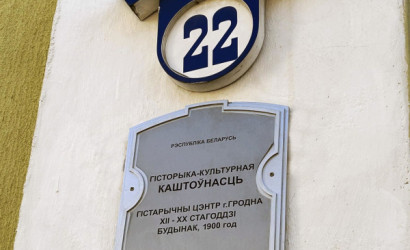 22
РЭСПУБЛІКА БЕЛАРУСЬ
ГІСТОРЫКА-КУЛЬТУРНАЯ
КАШТОЎНАСЦЬ
ГІСТАРЫЧНЫ ЦЭНТР г.ГРОДНА
XII - XX СТАГОДДЗІ
БУДЫНАК, 1900 год